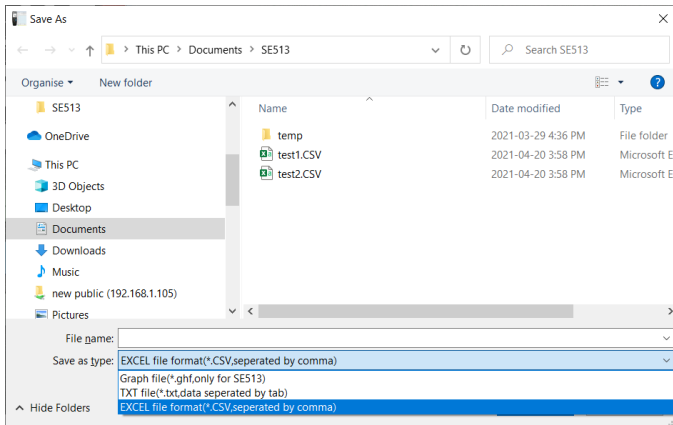 Save As
This PC > Documents > SE513
Search SE513
Organise
New folder
Name
Date modified
Type
SE513
OneDrive
This PC
3D Objects
Desktop
Documents
Downloads
Music
new public (192.168.1.105)
Pictures
temp 2021-03-29 4:36 PM File folder
test1.CSV 2021-04-20 3:58 PM Microsoft E
test2.CSV 2021-04-20 3:58 PM Microsoft E
File name:
Save as type: EXCEL file format(*.CSV,seperated by comma)
Graph file(*.ghf,only for SE513)
TXT file(*.txt,data seperated by tab)
EXCEL file format(*.CSV,seperated by comma)
Hide Folders